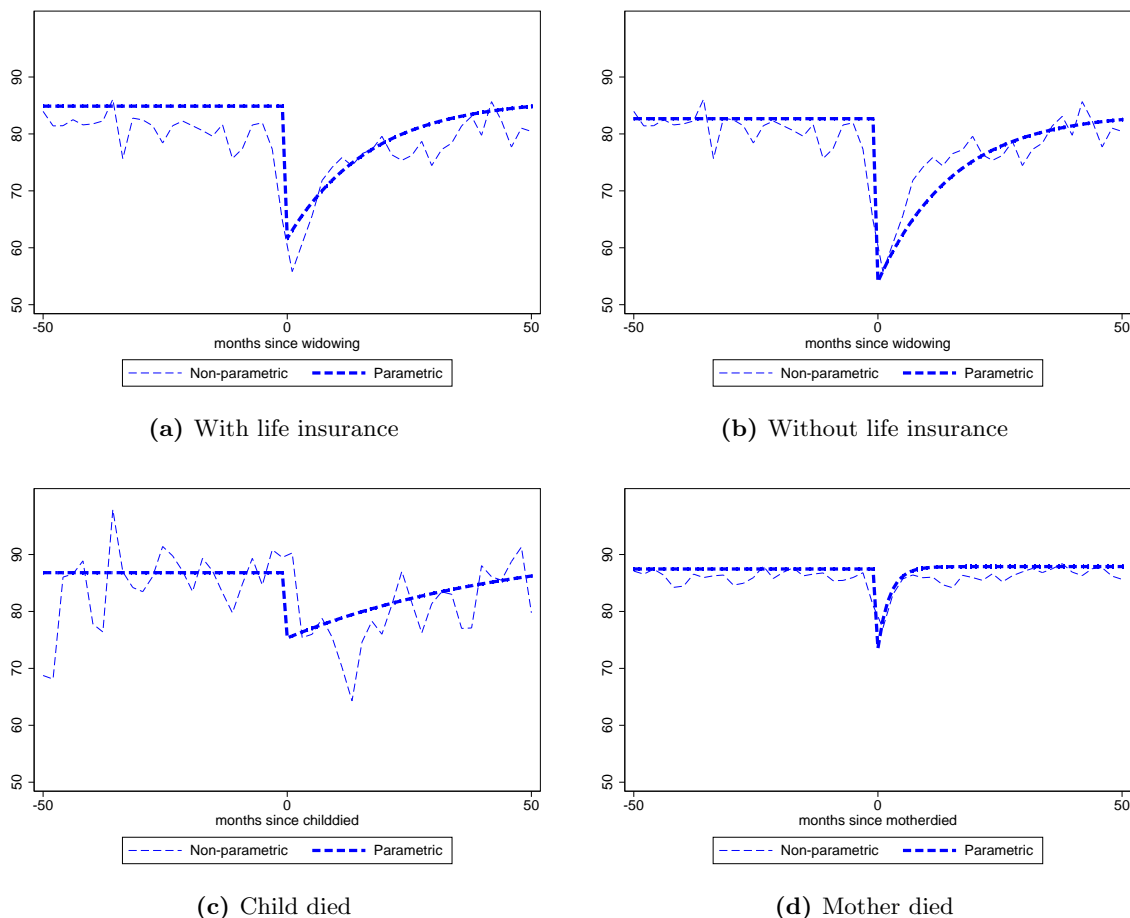 90
80
70
60
50
-50 0 50
months since widowing
Non-parametric Parametric
(a) With life insurance
90
80
70
60
50
-50 0 50
months since widowing
Non-parametric Parametric
(b) Without life insurance
90
80
70
60
50
-50 0 50
months since childdied
Non-parametric Parametric
(c) Child died
90
80
70
60
50
-50 0 50
months since motherdied
Non-parametric Parametric
(d) Mother died